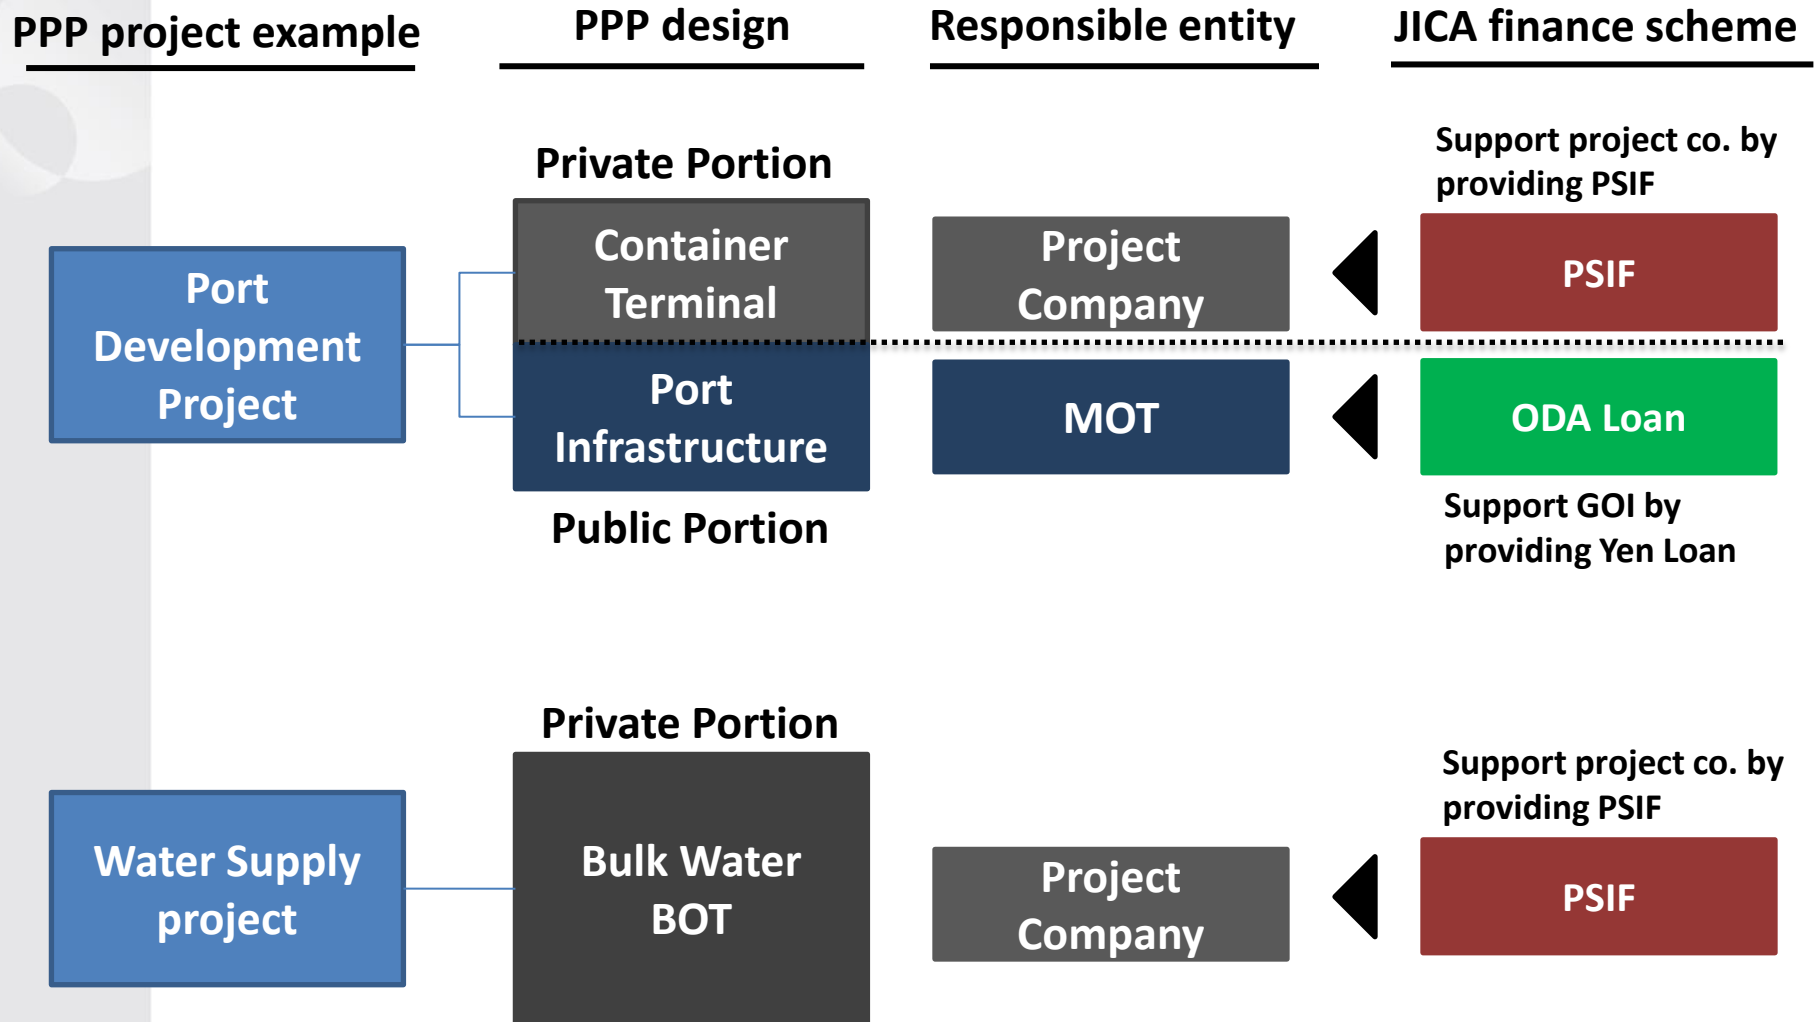 PPP project example
PPP design
Responsible entity
JICA finance scheme
Private Portion
Support project co. by
providing PSIF
Port
Development
Project
Container
Terminal
Project
Company
PSIF
Port
Infrastructure
MOT
ODA Loan
Public Portion
Support GOI by
providing Yen Loan
Private Portion
Support project co. by
providing PSIF
Water Supply
project
Bulk Water
BOT
Project
Company
PSIF